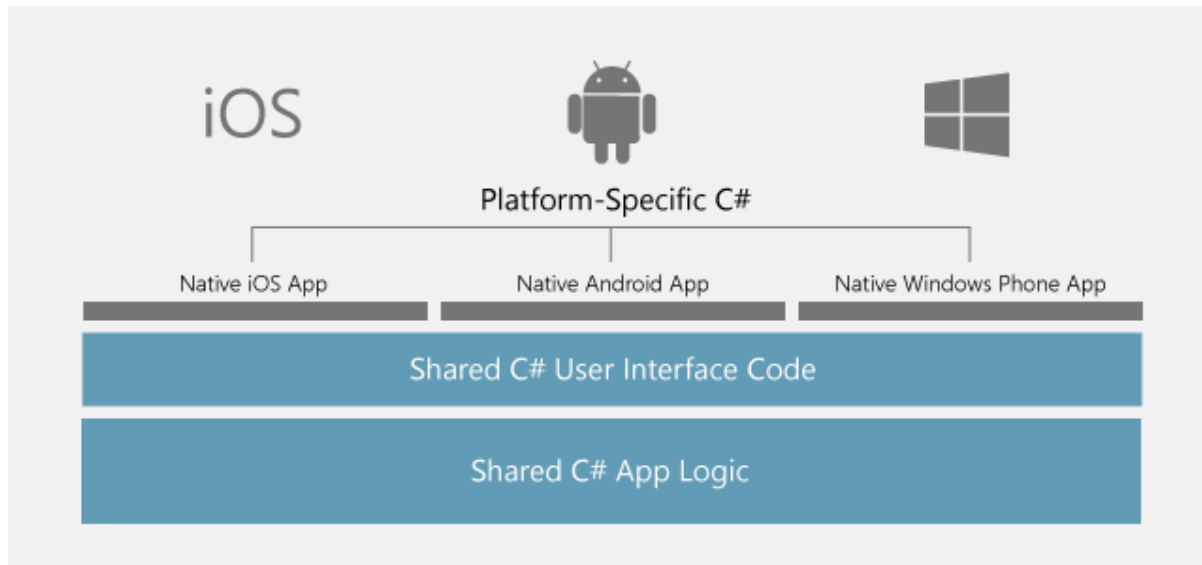 iOS
Platform-Specific C#
Native iOS App
Native Android App
Native Windows Phone App
Shared C# User Interface Code
Shared C# App Logic